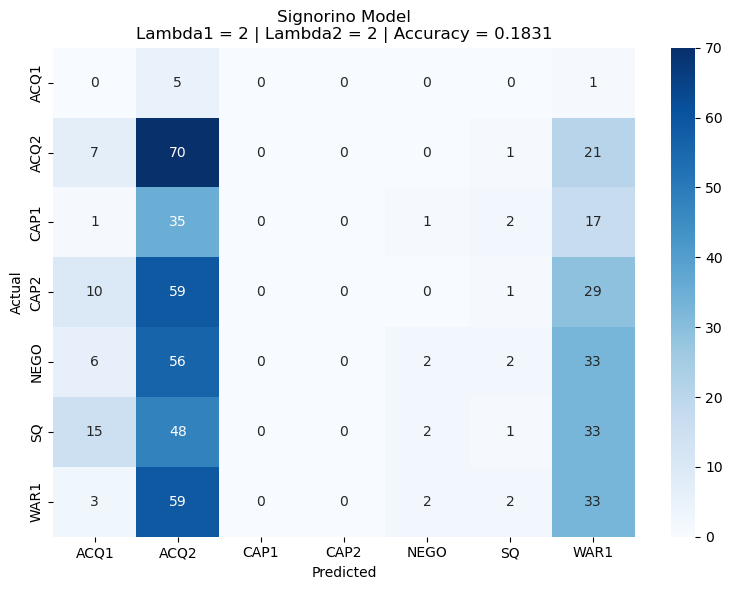 Signorino Model
Lambda1 = 2 | Lambda2 = 2 | Accuracy = 0.1831
ACQ1 0 5 0 0 0 0 1
ACQ2 7 70 0 0 0 1 21
CAP1 1 35 0 0 1 2 17
CAP2 10 59 0 0 0 1 29
NEGO 6 56 0 0 2 2 33
SQ 15 48 0 0 2 1 33
WAR1 3 59 0 0 2 2 33
Actual
ACQ1 ACQ2 CAP1 CAP2 NEGO SQ WAR1
Predicted
70
60
50
40
30
20
10
0